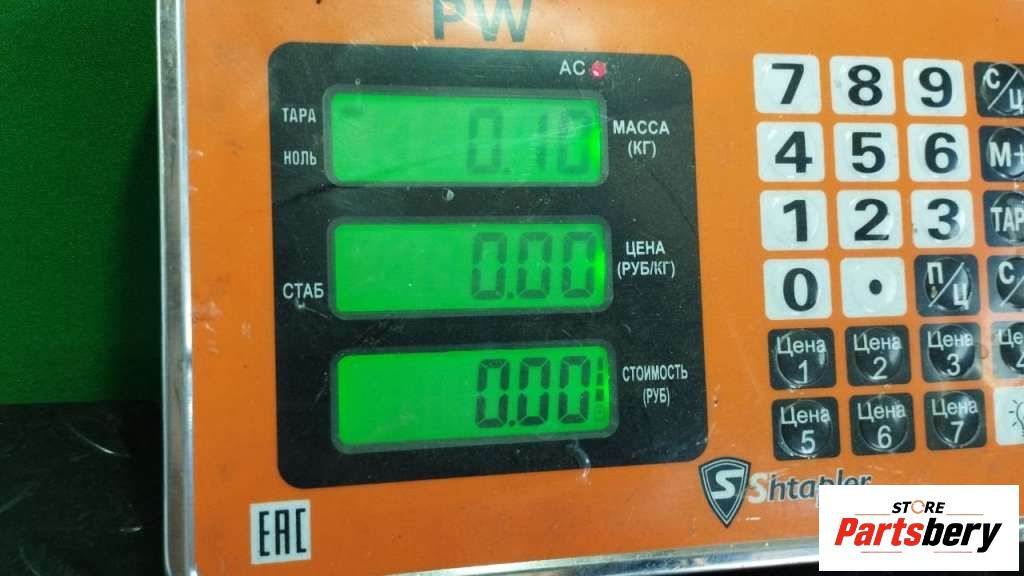 PW
AC
ТАРА
НОЛЬ
0.10
МАССА
(КГ)
СТАБ
0.00
ЦЕНА
(РУБ/КГ)
0.00
СТОИМОСТЬ
(РУБ)
7 8 9 С/Ц
4 5 6 М+
1 2 3 ТАР
0 . П/Ц С/
Цена 1 Цена 2 Цена 3
Цена 5 Цена 6 Цена 7
EAC
S Shtapler
STORE
Partsbery